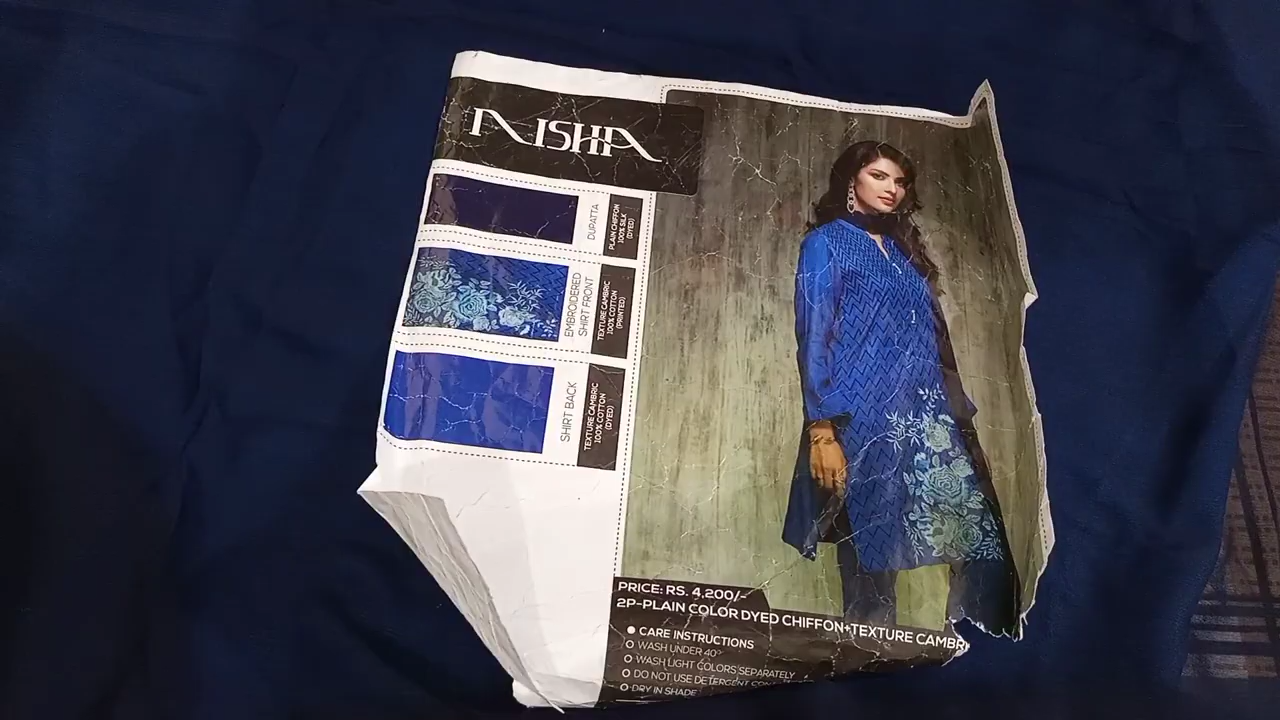 NISHA
DUPATTA
PLAIN CHIFFON
100% SILK
(DYED)
EMBROIDERED
SHIRT FRONT
TEXTURE CAMBRIC
100% COTTON
(PRINTED)
SHIRT BACK
TEXTURE CAMBRIC
100% COTTON
(DYED)
PRICE: RS. 4,200/-
2P-PLAIN COLOR DYED CHIFFON+TEXTURE CAMBRI
CARE INSTRUCTIONS
WASH UNDER 40°
WASH LIGHT COLORS SEPARATELY
DO NOT USE DETERGENT
DRY IN SHADE